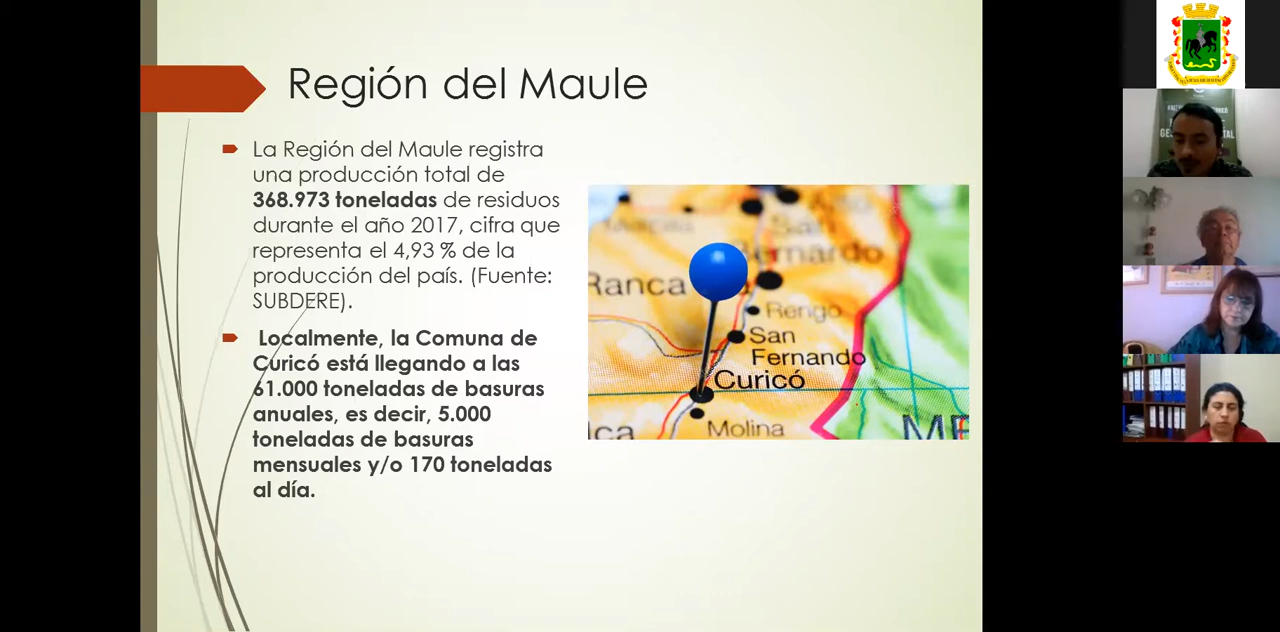 Región del Maule
La Región del Maule registra
una producción total de
368.973 toneladas de residuos
durante el año 2017, cifra que
representa el 4,93 % de la
producción del país. (Fuente:
SUBDERE).
Localmente, la Comuna de
Curicó está llegando a las
61.000 toneladas de basuras
anuales, es decir, 5.000
toneladas de basuras
mensuales y/o 170 toneladas
al día.
San
Bernardo
Ranca
Rengo
San
Fernando
Curicó
Molina